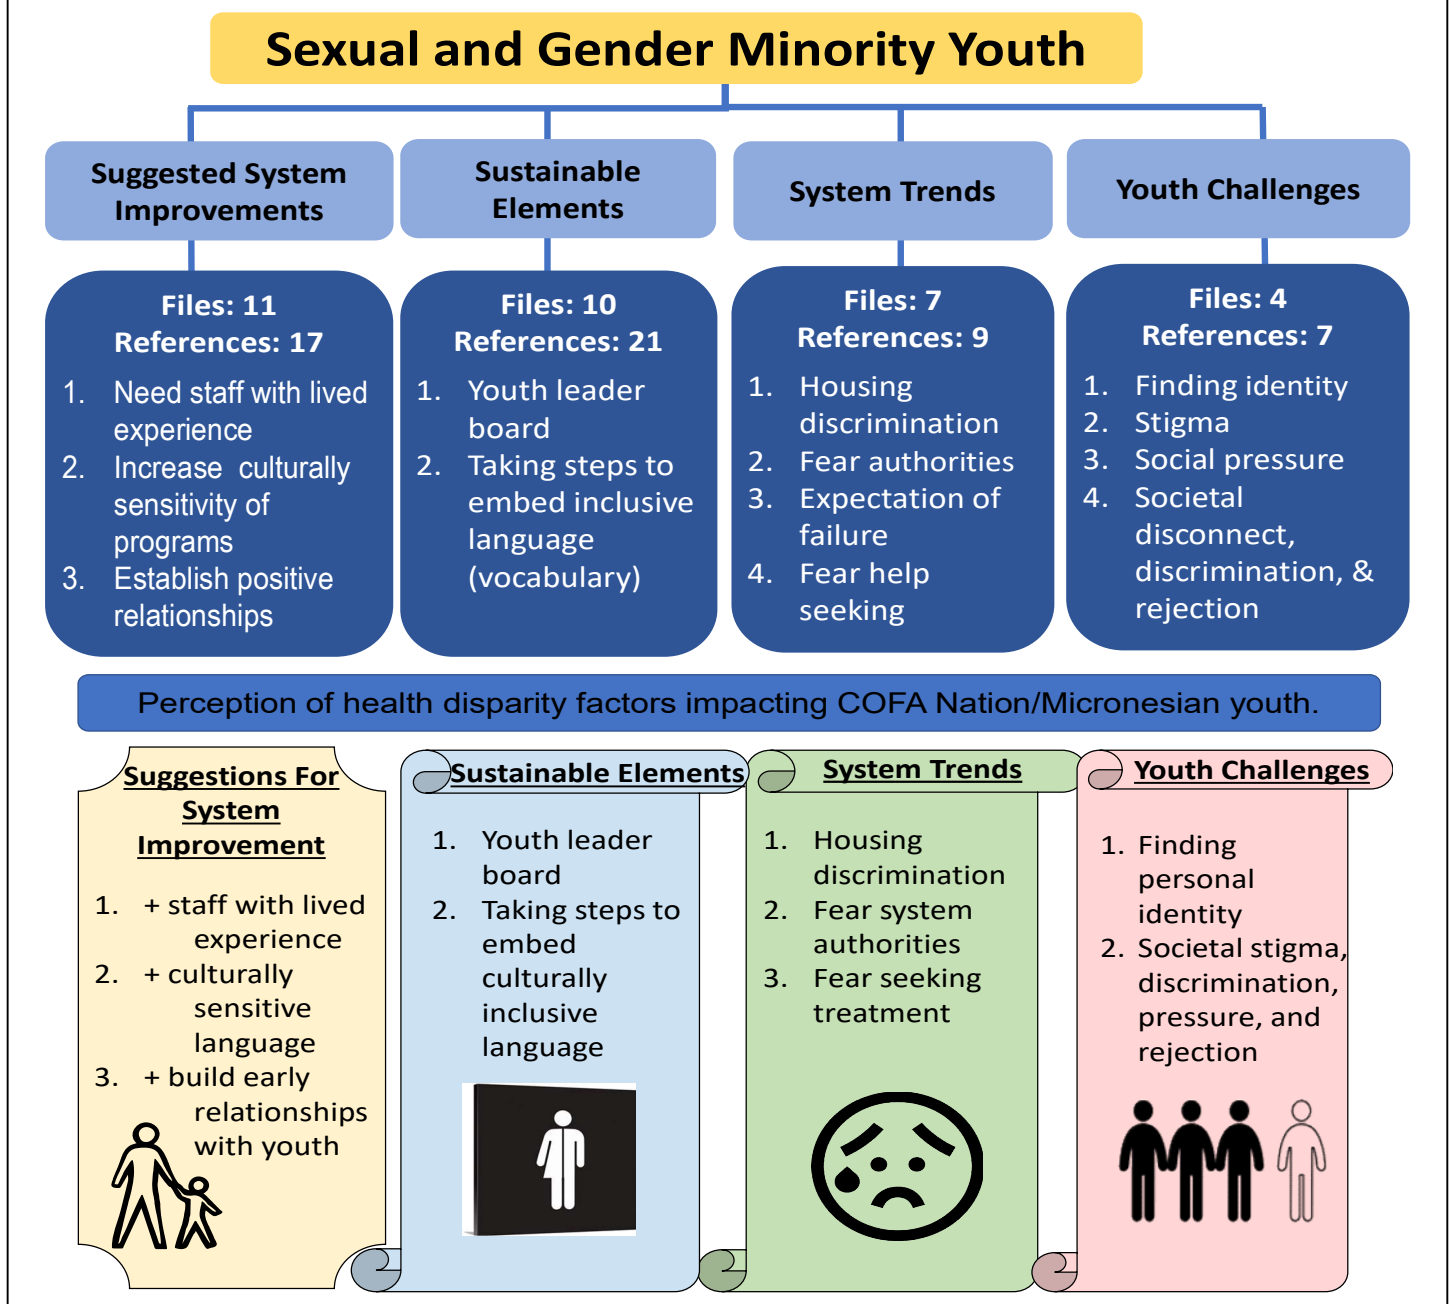 Sexual and Gender Minority Youth
Suggested System
Improvements
Files: 11
References: 17
1. Need staff with lived
experience
2. Increase culturally
sensitivity of
programs
3. Establish positive
relationships
Sustainable
Elements
Files: 10
References: 21
1. Youth leader
board
2. Taking steps to
embed inclusive
language
(vocabulary)
System Trends
Files: 7
References: 9
1. Housing
discrimination
2. Fear authorities
3. Expectation of
failure
4. Fear help
seeking
Youth Challenges
Files: 4
References: 7
1. Finding identity
2. Stigma
3. Social pressure
4. Societal
disconnect,
discrimination, &
rejection
Perception of health disparity factors impacting COFA Nation/Micronesian youth.
Suggestions For
System
Improvement
1. + staff with lived
experience
2. + culturally
sensitive
language
3. + build early
relationships
with youth
Sustainable Elements
1. Youth leader
board
2. Taking steps to
embed
culturally
inclusive
language
System Trends
1. Housing
discrimination
2. Fear system
authorities
3. Fear seeking
treatment
Youth Challenges
1. Finding
personal
identity
2. Societal stigma,
discrimination,
pressure, and
rejection